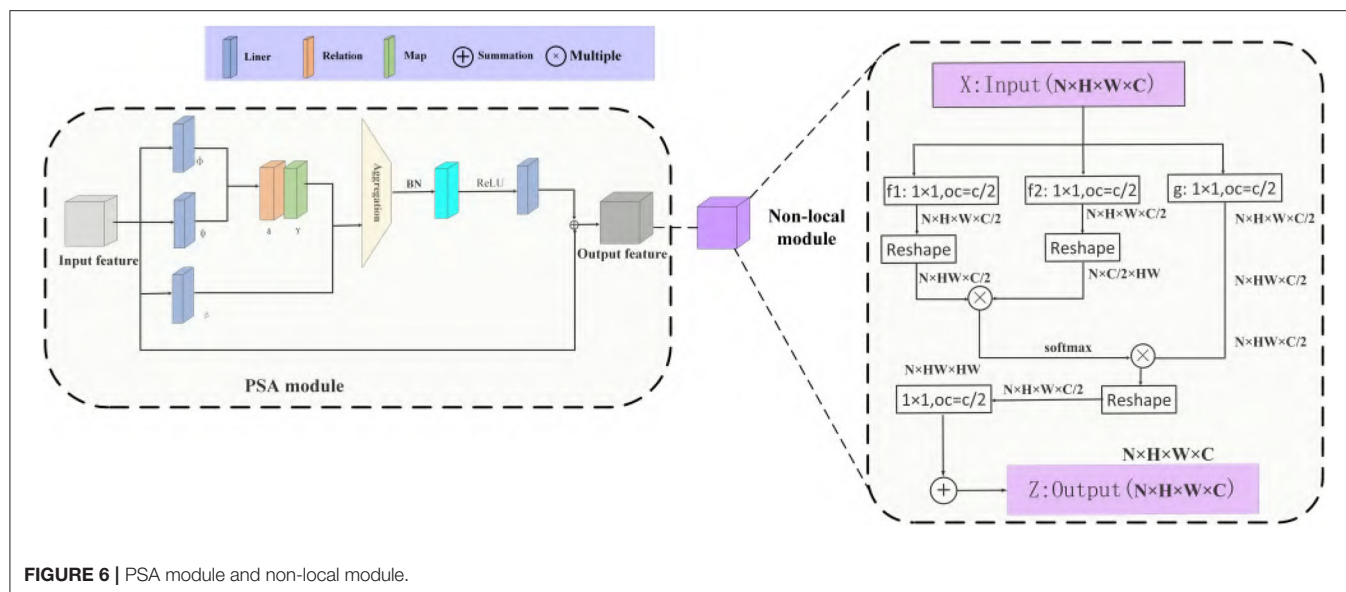 Liner
Relation
Map
Summation
Multiple
Φ
Φ
Input feature
δ
γ
Aggregation
BN
ReLU
Output feature
PSA module
Non-local
module
X:Input(N×H×W×C)
f1: 1×1,oc=c/2
f2: 1×1,oc=c/2
g: 1×1,oc=c/2
N×H×W×C/2
N×H×W×C/2
N×H×W×C/2
Reshape
Reshape
N×HW×C/2
N×C/2×HW
N×HW×C/2
softmax
N×HW×C/2
N×HW×HW
N×H×W×C/2
1×1,oc=c/2
Reshape
N×H×W×C
Z:Output(N×H×W×C)
FIGURE 6 | PSA module and non-local module.